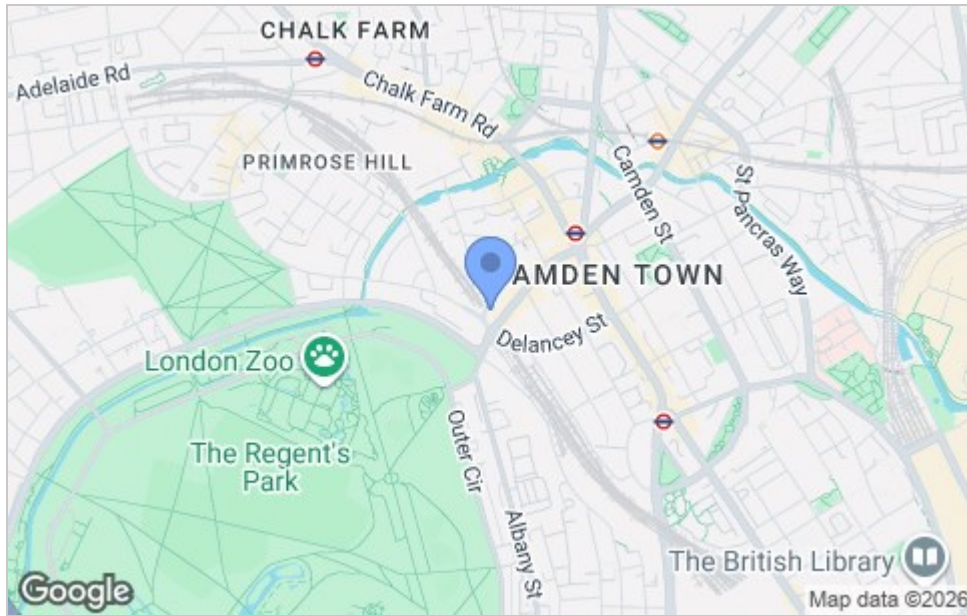 CHALK FARM
Adelaide Rd
Chalk Farm Rd
PRIMROSE HILL
Camden St
St Pancras Way
AMDEN TOWN
Delancey St
London Zoo
The Regent's
Park
Outer Cir
Albany St
The British Library
Google
Map data ©2026